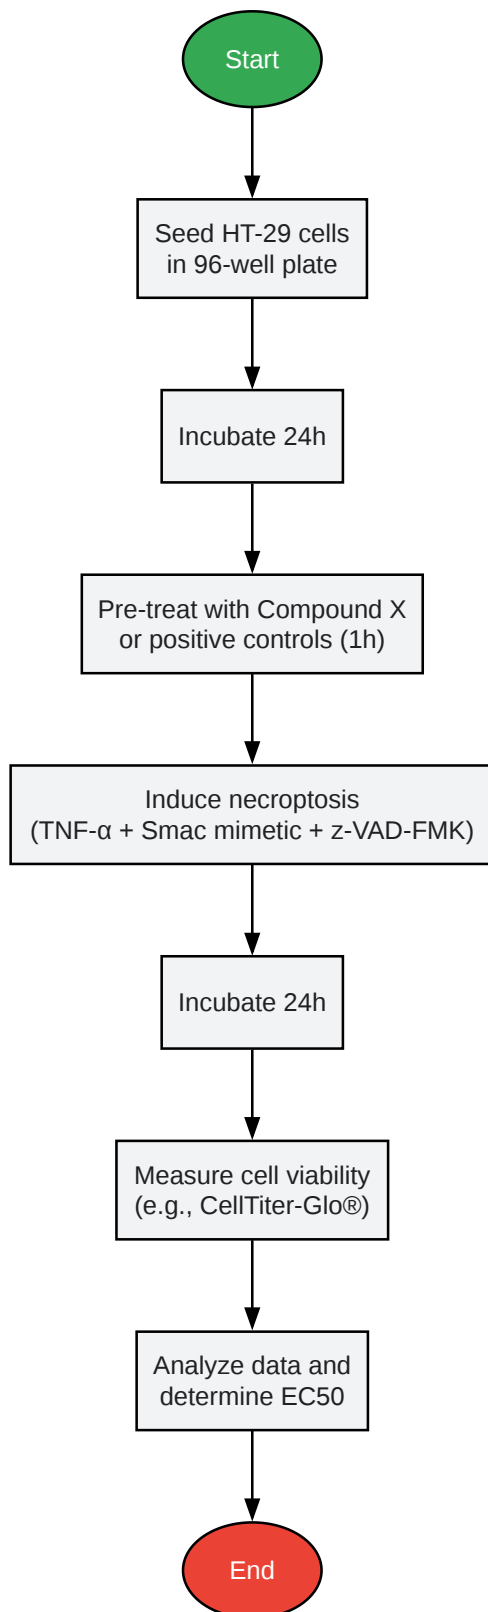 Start
Seed HT-29 cells
in 96-well plate
Incubate 24h
Pre-treat with Compound X
or positive controls (1h)
Induce necroptosis
(TNF-α + Smac mimetic + z-VAD-FMK)
Incubate 24h
Measure cell viability
(e.g., CellTiter-Glo®)
Analyze data and
determine EC50
End